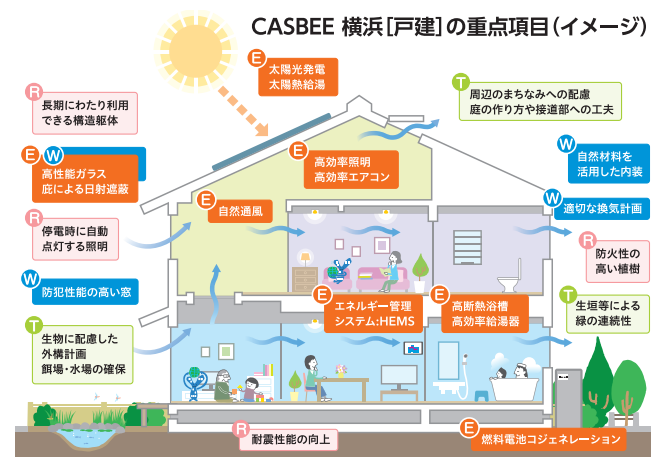 CASBEE 横浜[戸建]の重点項目(イメージ)
E
太陽光発電
太陽熱給湯
T
周辺のまちなみへの配慮
庭の作り方や接道部への工夫
R
長期にわたり利用
できる構造躯体
E
高効率照明
高効率エアコン
W
自然材料を
活用した内装
E W
高性能ガラス
庇による日射遮蔽
E
自然通風
W
適切な換気計画
R
停電時に自動
点灯する照明
R
防火性の
高い植樹
W
防犯性能の高い窓
E
エネルギー管理
システム:HEMS
E
高断熱浴槽
高効率給湯器
T
生垣等による
緑の連続性
T
生物に配慮した
外構計画
餌場・水場の確保
R
耐震性能の向上
E
燃料電池コジェネレーション